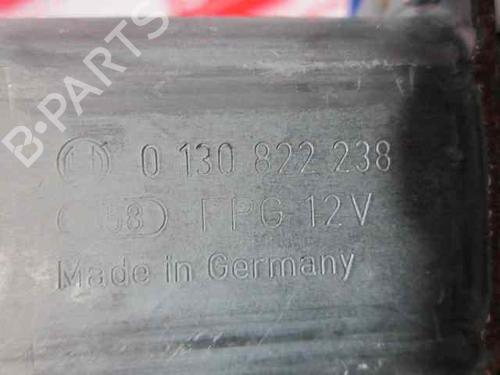 B-PARTS
0 130 822 238
FPG 12V
Made in Germany